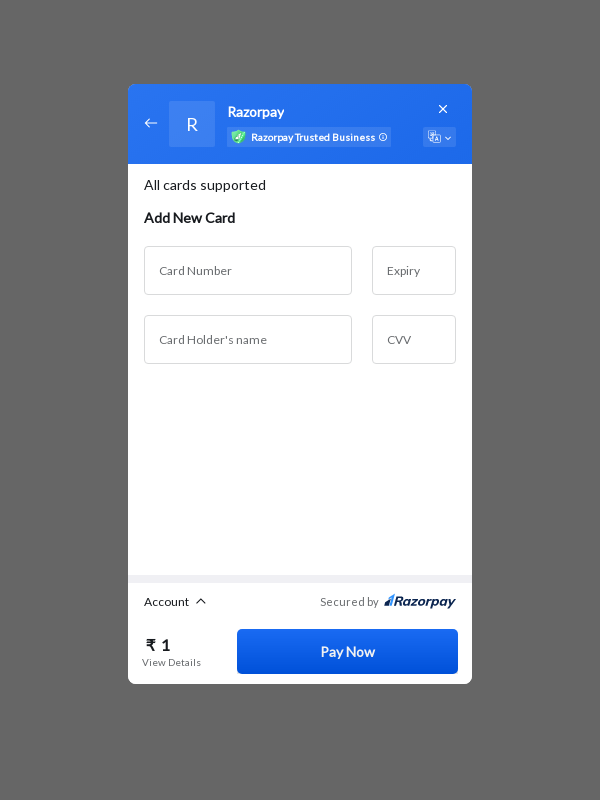 R
Razorpay
Razorpay Trusted Business
All cards supported
Add New Card
Card Number
Expiry
Card Holder's name
CVV
Account
Secured by Razorpay
₹ 1
View Details
Pay Now